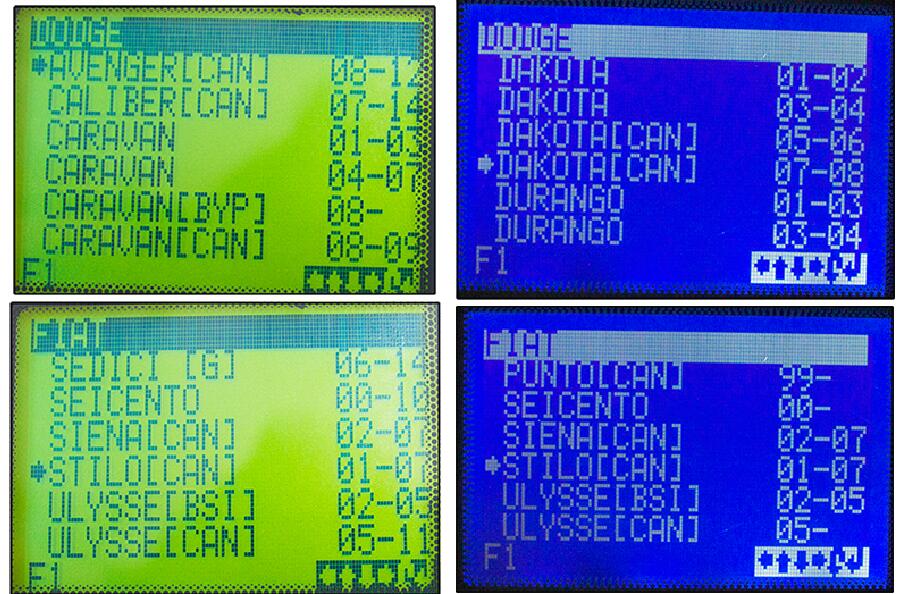 DODGE
AVENGER[CAN] 08-12
CALIBER[CAN] 07-14
CARAVAN 01-03
CARAVAN 04-07
CARAVAN[BYP] 08-
CARAVAN[CAN] 08-09
F1
DODGE
DAKOTA 01-02
DAKOTA 03-04
DAKOTA[CAN] 05-06
DAKOTA[CAN] 07-08
DURANGO 01-03
DURANGO 03-04
F1
FIAT
SEDICI [G] 06-14
SEICENTO 00-10
SIENA[CAN] 02-07
STILO[CAN] 01-07
ULYSSE[BSI] 02-05
ULYSSE[CAN] 05-11
F1
FIAT
PUNTO[CAN] 99-
SEICENTO 00-
SIENA[CAN] 02-07
STILO[CAN] 01-07
ULYSSE[BSI] 02-05
ULYSSE[CAN] 05-
F1